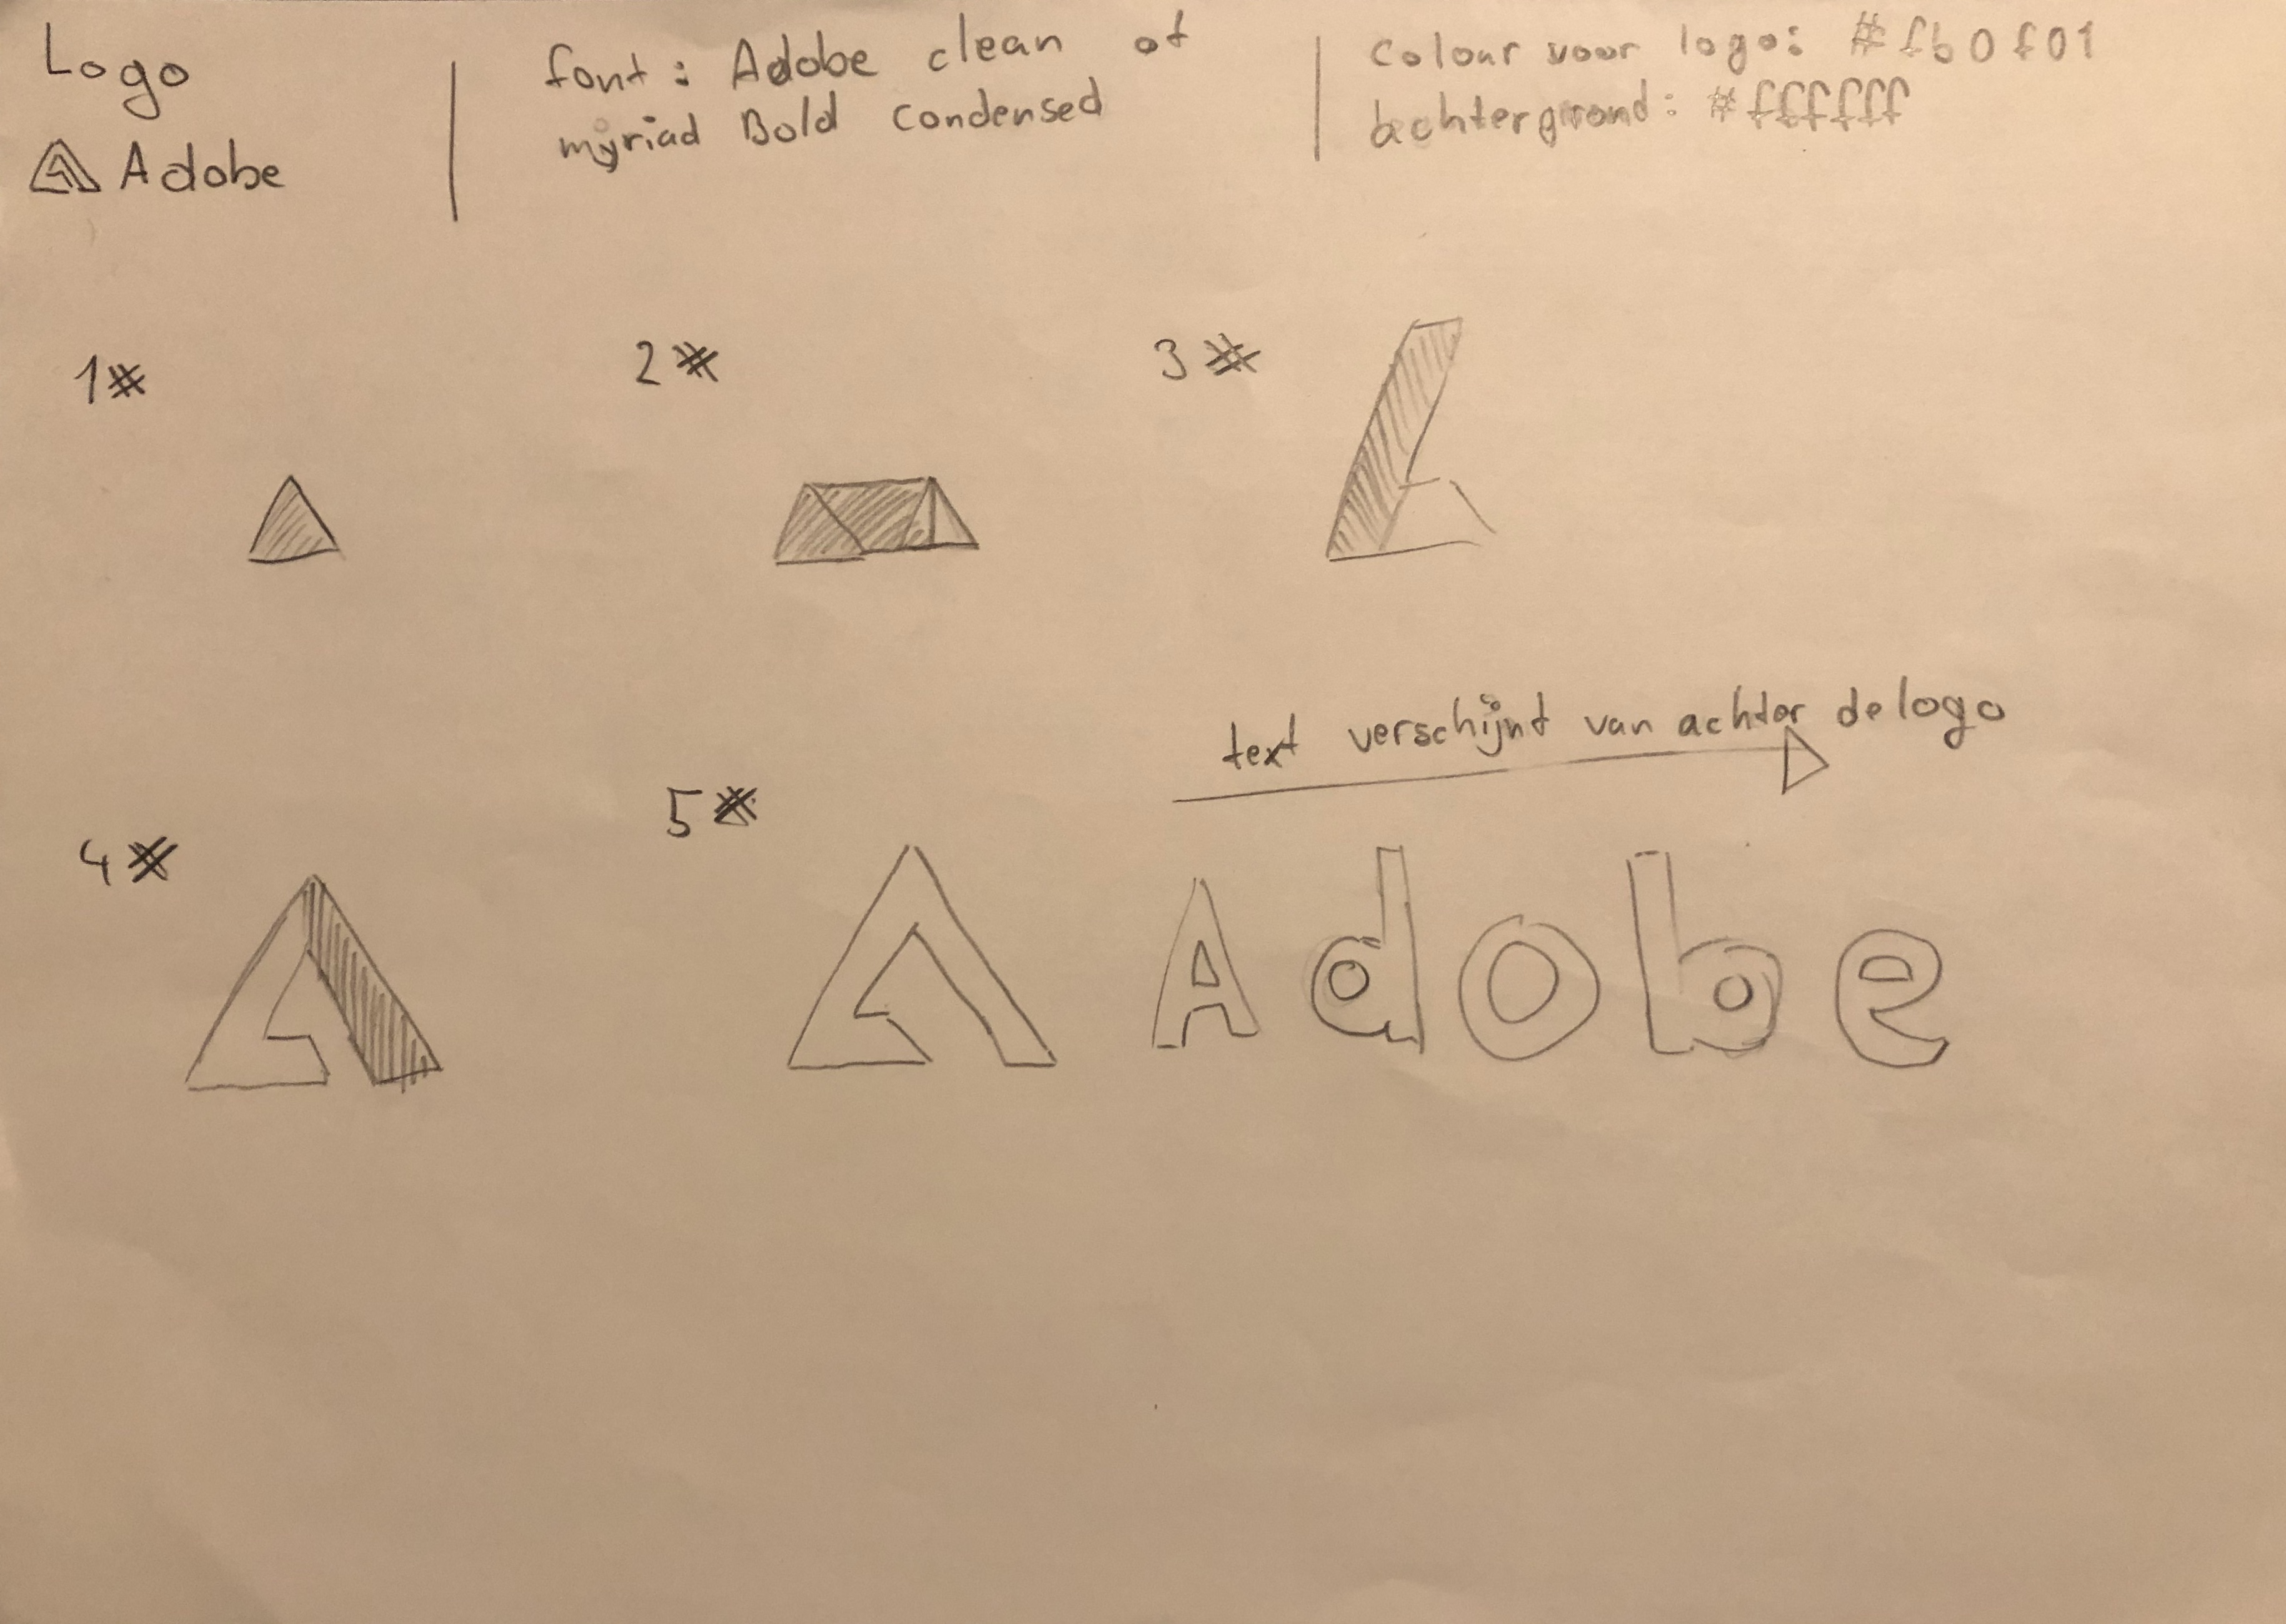 Logo
Adobe
font: Adobe clean of
myriad Bold Condensed
Colour voor logo: #fb0f01
achtergrond: #ffffff
1#
2#
3#
text verschijnt van achter de logo
4#
5#
Adobe